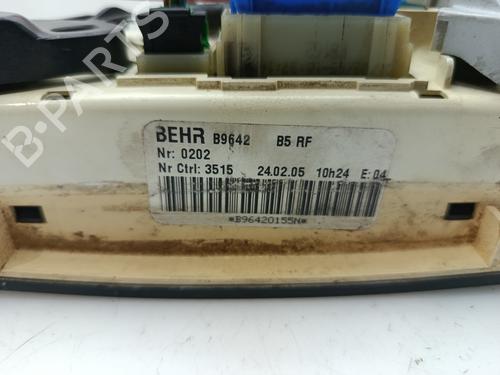 BEHR B9642 B5 RF
Nr: 0202
Nr Ctrl: 3515 24.02.05 10h24 E: 04
*B96420155N*
B-PARTS